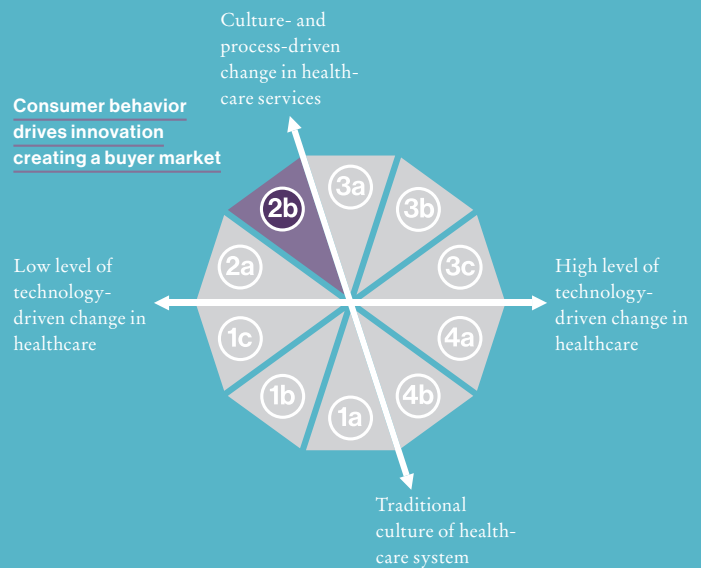 Culture- and
process-driven
change in health-
care services
Consumer behavior
drives innovation
creating a buyer market
3a
2b
3b
2a
3c
Low level of
technology-
driven change in
healthcare
High level of
technology-
driven change in
healthcare
1c
4a
1b
4b
1a
Traditional
culture of health-
care system